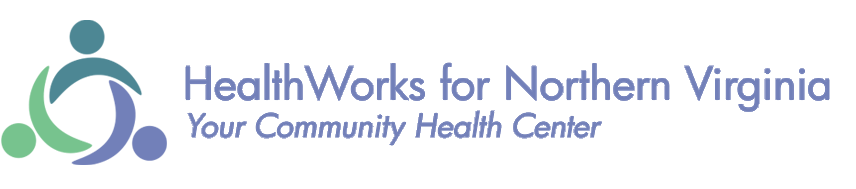 HealthWorks for Northern Virginia
Your Community Health Center